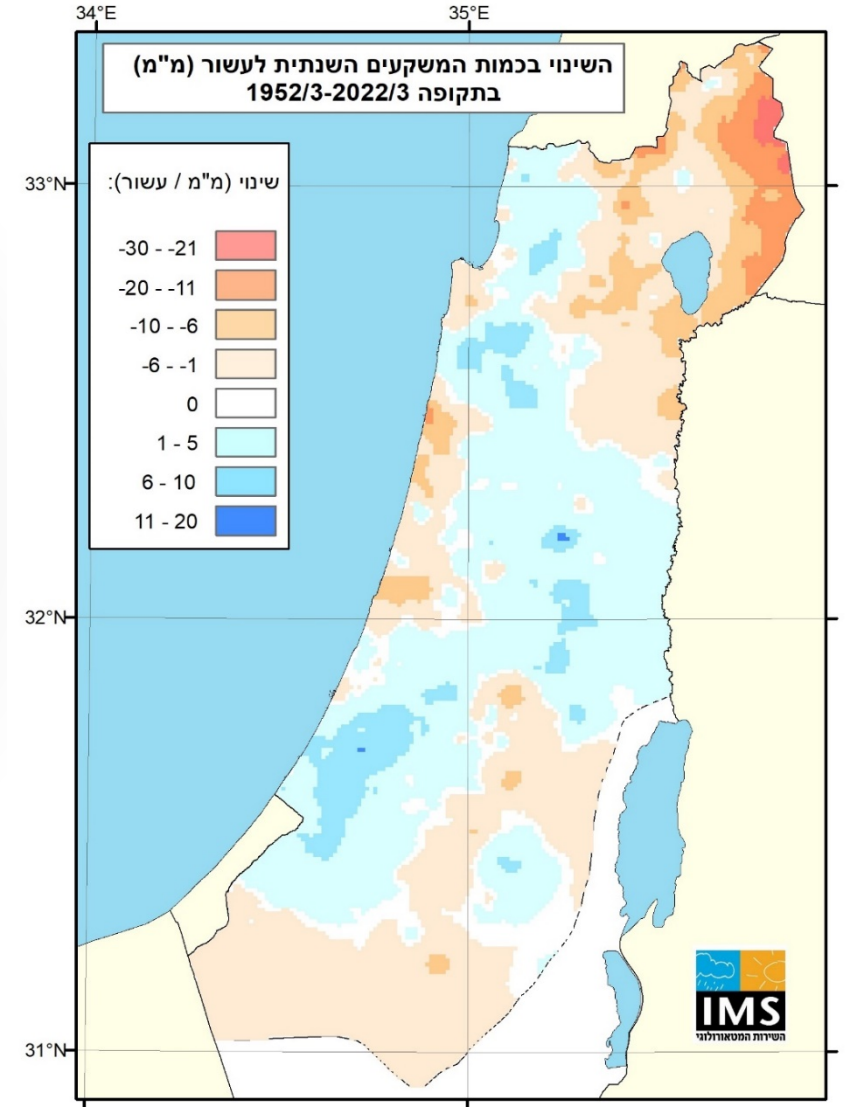 34°E
35°E
השינוי בכמות המשקעים השנתית לעשור (מ"מ)
בתקופה 1952/3-2022/3
שינוי (מ"מ / עשור):
-30 - -21
-20 - -11
-10 - -6
-6 - -1
0
1 - 5
6 - 10
11 - 20
33°N
32°N
31°N
IMS
השירות המטאורולוגי